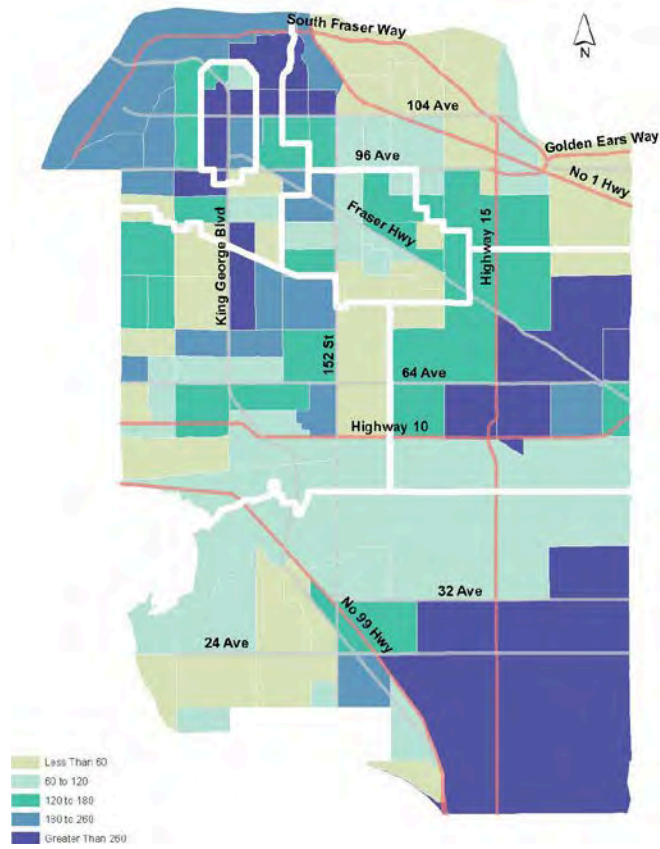 South Fraser Way
N
104 Ave
Golden Ears Way
96 Ave
No 1 Hwy
Fraser Hwy
Highway 15
King George Blvd
152 St
64 Ave
Highway 10
32 Ave
No 99 Hwy
24 Ave
Less Than 60
60 to 120
120 to 180
180 to 260
Greater Than 260